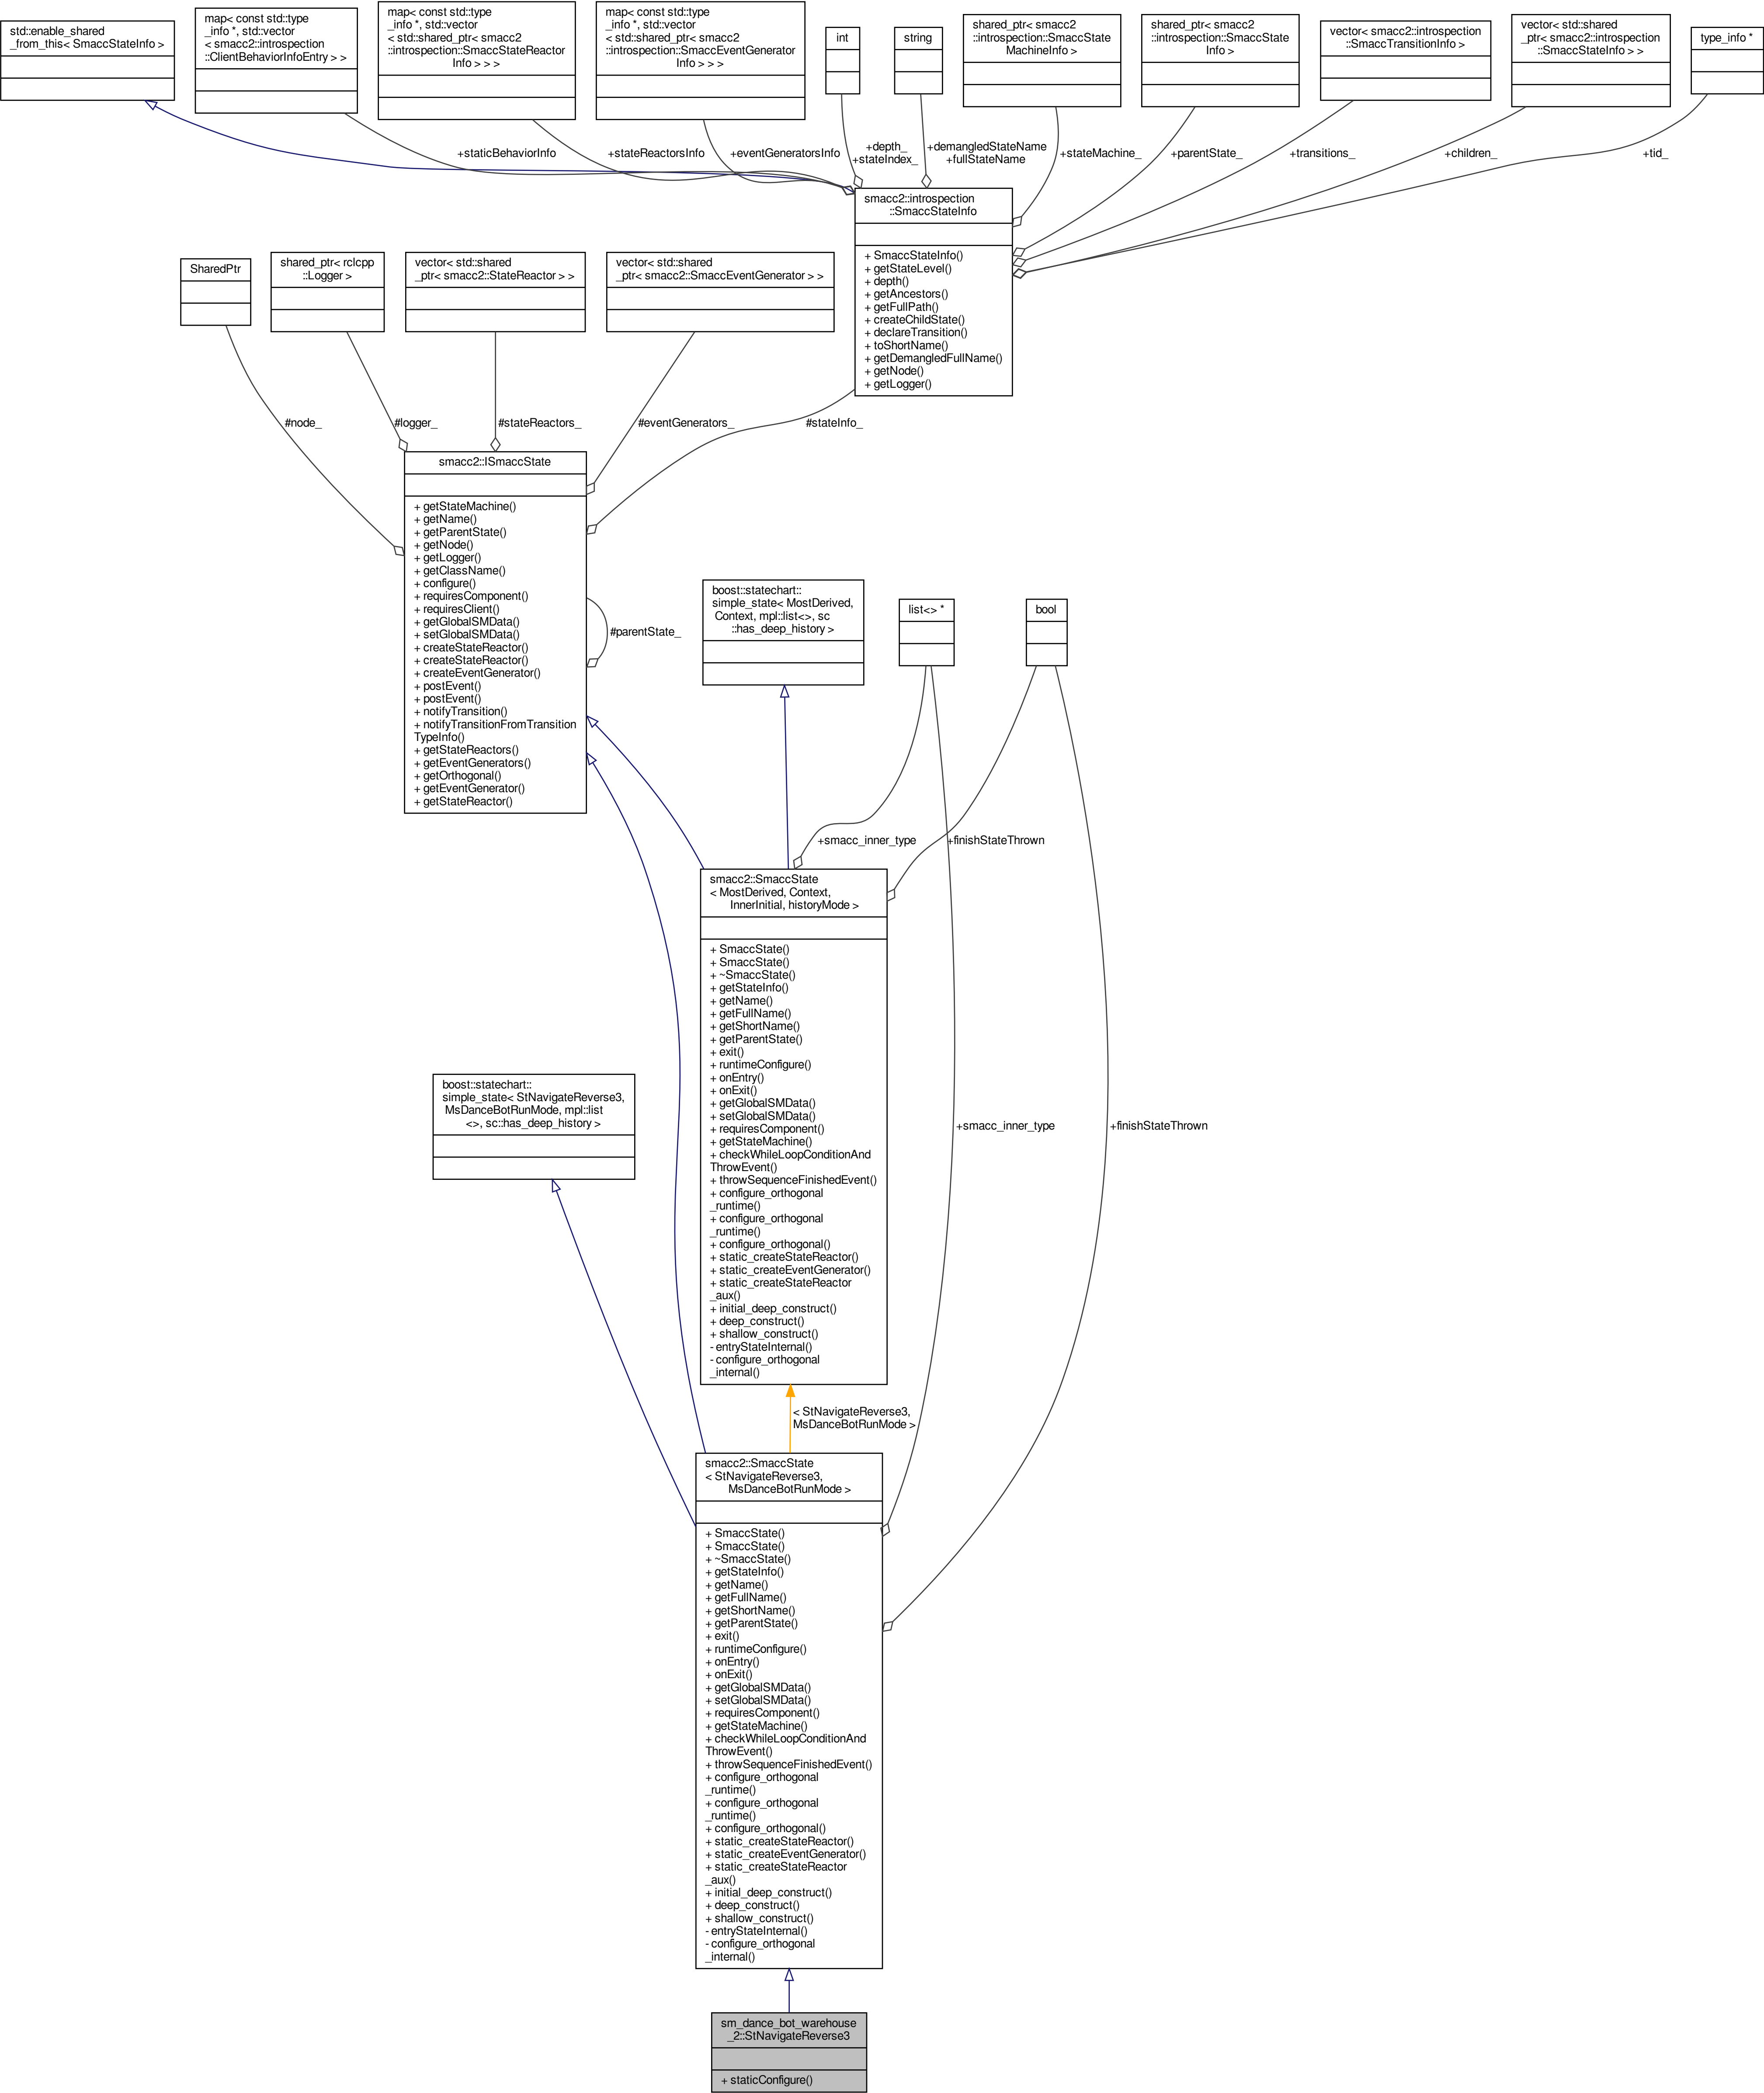 std::enable_shared
_from_this< SmaccStateInfo >
map< const std::type
_info *, std::vector
< smacc2::introspection
::ClientBehaviorInfoEntry > >
map< const std::type
_info *, std::vector
< std::shared_ptr< smacc2
::introspection::SmaccStateReactor
Info > > >
map< const std::type
_info *, std::vector
< std::shared_ptr< smacc2
::introspection::SmaccEventGenerator
Info > > >
int
string
shared_ptr< smacc2
::introspection::SmaccState
MachineInfo >
shared_ptr< smacc2
::introspection::SmaccState
Info >
vector< smacc2::introspection
::SmaccTransitionInfo >
vector< std::shared
_ptr< smacc2::introspection
::SmaccStateInfo > >
type_info *
+staticBehaviorInfo
+stateReactorsInfo
+eventGeneratorsInfo
+depth_
+stateIndex_
+demangledStateName
+fullStateName
+stateMachine_
+parentState_
+transitions_
+children_
+tid_
smacc2::introspection
::SmaccStateInfo
+ SmaccStateInfo()
+ getStateLevel()
+ depth()
+ getAncestors()
+ getFullPath()
+ createChildState()
+ declareTransition()
+ toShortName()
+ getDemangledFullName()
+ getNode()
+ getLogger()
SharedPtr
shared_ptr< rclcpp
::Logger >
vector< std::shared
_ptr< smacc2::StateReactor > >
vector< std::shared
_ptr< smacc2::SmaccEventGenerator > >
#node_
#logger_
#stateReactors_
#eventGenerators_
#stateInfo_
smacc2::ISmaccState
+ getStateMachine()
+ getName()
+ getParentState()
+ getNode()
+ getLogger()
+ getClassName()
+ configure()
+ requiresComponent()
+ requiresClient()
+ getGlobalSMData()
+ setGlobalSMData()
+ createStateReactor()
+ createStateReactor()
+ createEventGenerator()
+ postEvent()
+ postEvent()
+ notifyTransition()
+ notifyTransitionFromTransition
TypeInfo()
+ getStateReactors()
+ getEventGenerators()
+ getOrthogonal()
+ getEventGenerator()
+ getStateReactor()
#parentState_
boost::statechart::
simple_state< MostDerived,
Context, mpl::list<>, sc
::has_deep_history >
list<> *
bool
+smacc_inner_type
+finishStateThrown
smacc2::SmaccState
< MostDerived, Context,
InnerInitial, historyMode >
+ SmaccState()
+ SmaccState()
+ ~SmaccState()
+ getStateInfo()
+ getName()
+ getFullName()
+ getShortName()
+ getParentState()
+ exit()
+ runtimeConfigure()
+ onEntry()
+ onExit()
+ getGlobalSMData()
+ setGlobalSMData()
+ requiresComponent()
+ getStateMachine()
+ checkWhileLoopConditionAnd
ThrowEvent()
+ throwSequenceFinishedEvent()
+ configure_orthogonal
_runtime()
+ configure_orthogonal
_runtime()
+ configure_orthogonal()
+ static_createStateReactor()
+ static_createEventGenerator()
+ static_createStateReactor
_aux()
+ initial_deep_construct()
+ deep_construct()
+ shallow_construct()
- entryStateInternal()
- configure_orthogonal
_internal()
boost::statechart::
simple_state< StNavigateReverse3,
MsDanceBotRunMode, mpl::list
<>, sc::has_deep_history >
+smacc_inner_type
+finishStateThrown
< StNavigateReverse3,
MsDanceBotRunMode >
smacc2::SmaccState
< StNavigateReverse3,
MsDanceBotRunMode >
+ SmaccState()
+ SmaccState()
+ ~SmaccState()
+ getStateInfo()
+ getName()
+ getFullName()
+ getShortName()
+ getParentState()
+ exit()
+ runtimeConfigure()
+ onEntry()
+ onExit()
+ getGlobalSMData()
+ setGlobalSMData()
+ requiresComponent()
+ getStateMachine()
+ checkWhileLoopConditionAnd
ThrowEvent()
+ throwSequenceFinishedEvent()
+ configure_orthogonal
_runtime()
+ configure_orthogonal
_runtime()
+ configure_orthogonal()
+ static_createStateReactor()
+ static_createEventGenerator()
+ static_createStateReactor
_aux()
+ initial_deep_construct()
+ deep_construct()
+ shallow_construct()
- entryStateInternal()
- configure_orthogonal
_internal()
sm_dance_bot_warehouse
_2::StNavigateReverse3
+ staticConfigure()